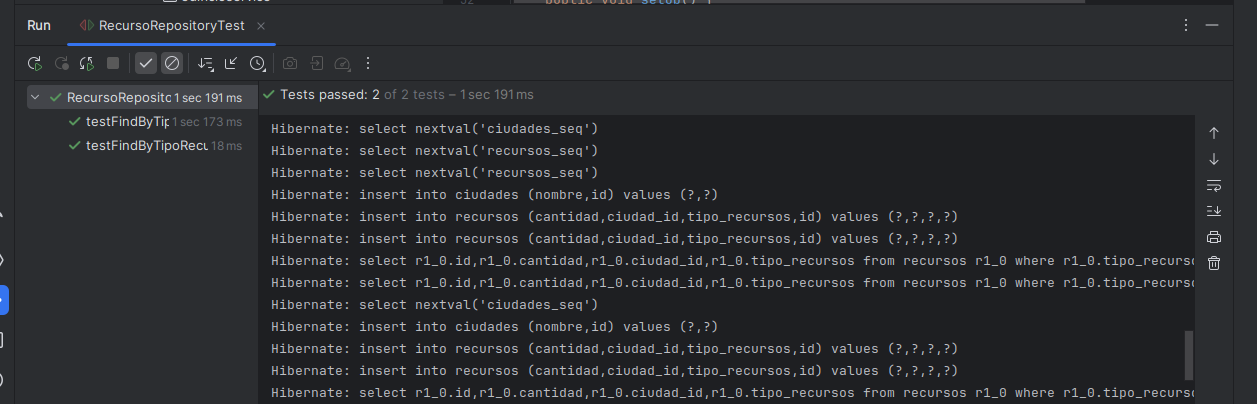 public void setUp() {
Run
RecursoRepositoryTest
RecursoReposito 1 sec 191 ms
testFindByTip 1 sec 173 ms
testFindByTipoRecu 18 ms
Tests passed: 2 of 2 tests – 1 sec 191 ms
Hibernate: select nextval('ciudades_seq')
Hibernate: select nextval('recursos_seq')
Hibernate: select nextval('recursos_seq')
Hibernate: insert into ciudades (nombre,id) values (?,?)
Hibernate: insert into recursos (cantidad,ciudad_id,tipo_recursos,id) values (?,?,?,?)
Hibernate: insert into recursos (cantidad,ciudad_id,tipo_recursos,id) values (?,?,?,?)
Hibernate: select r1_0.id,r1_0.cantidad,r1_0.ciudad_id,r1_0.tipo_recursos from recursos r1_0 where r1_0.tipo_recurso
Hibernate: select r1_0.id,r1_0.cantidad,r1_0.ciudad_id,r1_0.tipo_recursos from recursos r1_0 where r1_0.tipo_recurso
Hibernate: select nextval('ciudades_seq')
Hibernate: insert into ciudades (nombre,id) values (?,?)
Hibernate: insert into recursos (cantidad,ciudad_id,tipo_recursos,id) values (?,?,?,?)
Hibernate: insert into recursos (cantidad,ciudad_id,tipo_recursos,id) values (?,?,?,?)
Hibernate: select r1_0.id,r1_0.cantidad,r1_0.ciudad_id,r1_0.tipo_recursos from recursos r1_0 where r1_0.tipo_recurso